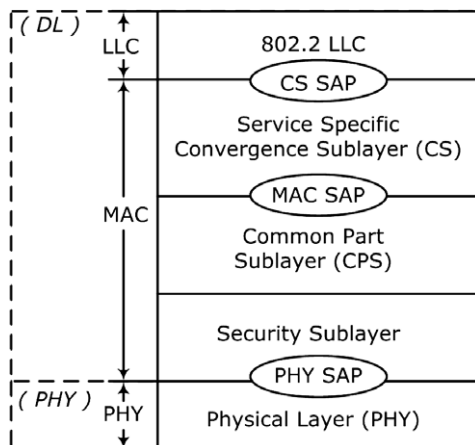 ( DL )
LLC
802.2 LLC
CS SAP
Service Specific
Convergence Sublayer (CS)
MAC
MAC SAP
Common Part
Sublayer (CPS)
Security Sublayer
PHY SAP
( PHY )
PHY
Physical Layer (PHY)